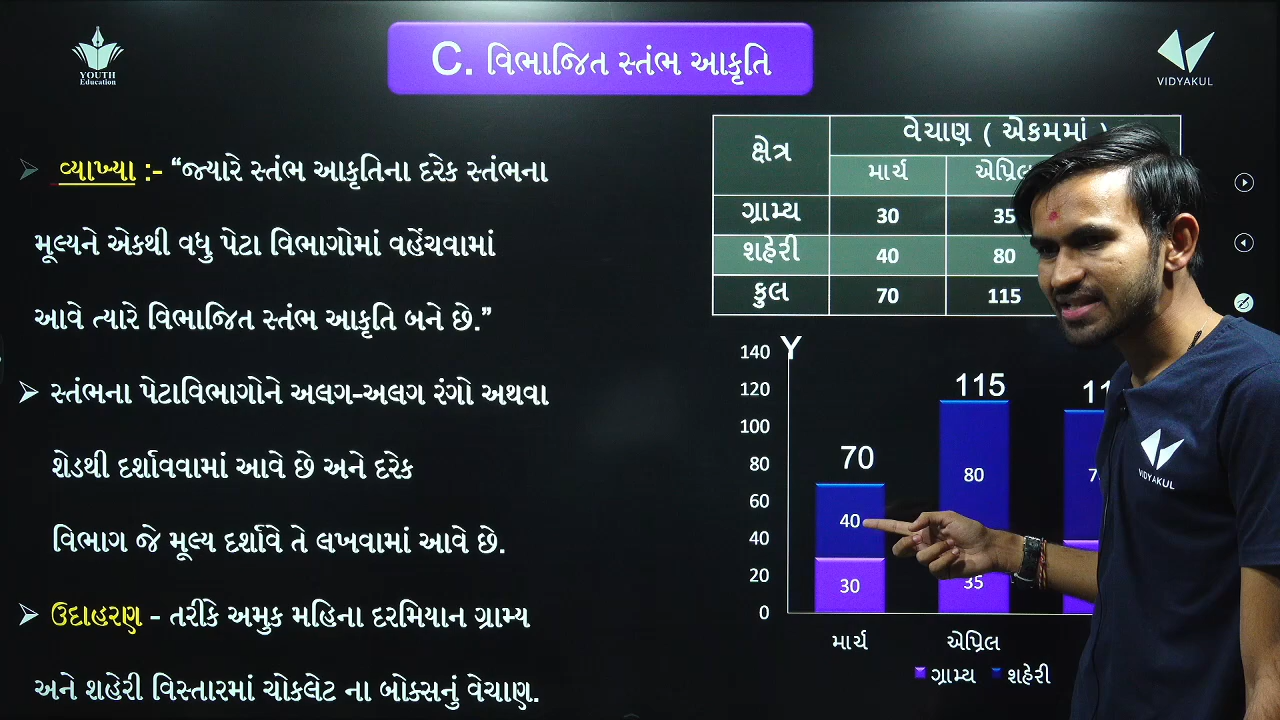 YOUTH
Education
C. વિભાજિત સ્તંભ આકૃતિ
VIDYAKUL
વ્યાખ્યા :- “જ્યારે સ્તંભ આકૃતિના દરેક સ્તંભના
મૂલ્યને એકથી વધુ પેટા વિભાગોમાં વહેંચવામાં
આવે ત્યારે વિભાજિત સ્તંભ આકૃતિ બને છે.”
સ્તંભના પેટાવિભાગોને અલગ-અલગ રંગો અથવા
શેડથી દર્શાવવામાં આવે છે અને દરેક
વિભાગ જે મૂલ્ય દર્શાવે તે લખવામાં આવે છે.
ઉદાહરણ - તરીકે અમુક મહિના દરમિયાન ગ્રામ્ય
અને શહેરી વિસ્તારમાં ચોકલેટ ના બોક્સનું વેચાણ.
ક્ષેત્ર વેચાણ ( એકમમાં )
માર્ચ એપ્રિલ
ગ્રામ્ય 30 35
શહેરી 40 80
કુલ 70 115
Y
140
120
100
80
60
40
20
0
70 115
40 80
30 35
માર્ચ એપ્રિલ
ગ્રામ્ય શહેરી
VIDYAKUL